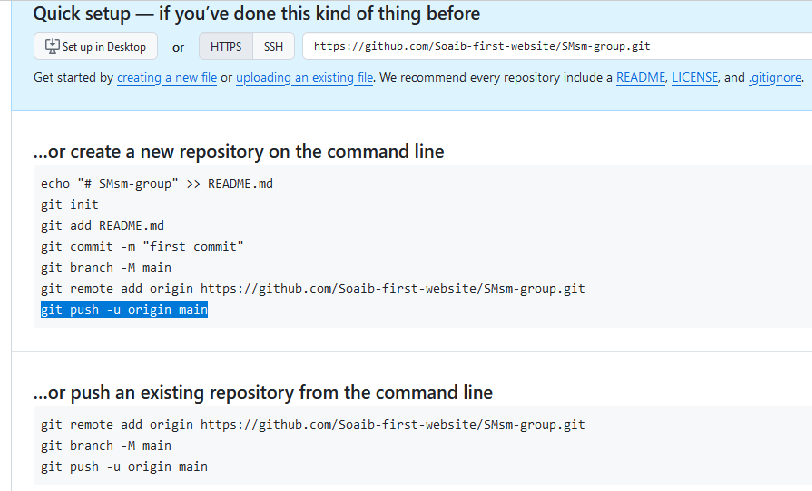 Quick setup — if you’ve done this kind of thing before
Set up in Desktop or HTTPS SSH https://github.com/Soaib-first-website/SMsm-group.git
Get started by creating a new file or uploading an existing file. We recommend every repository include a README, LICENSE, and .gitignore.
...or create a new repository on the command line
echo "# SMsm-group" >> README.md
git init
git add README.md
git commit -m "first commit"
git branch -M main
git remote add origin https://github.com/Soaib-first-website/SMsm-group.git
git push -u origin main
...or push an existing repository from the command line
git remote add origin https://github.com/Soaib-first-website/SMsm-group.git
git branch -M main
git push -u origin main